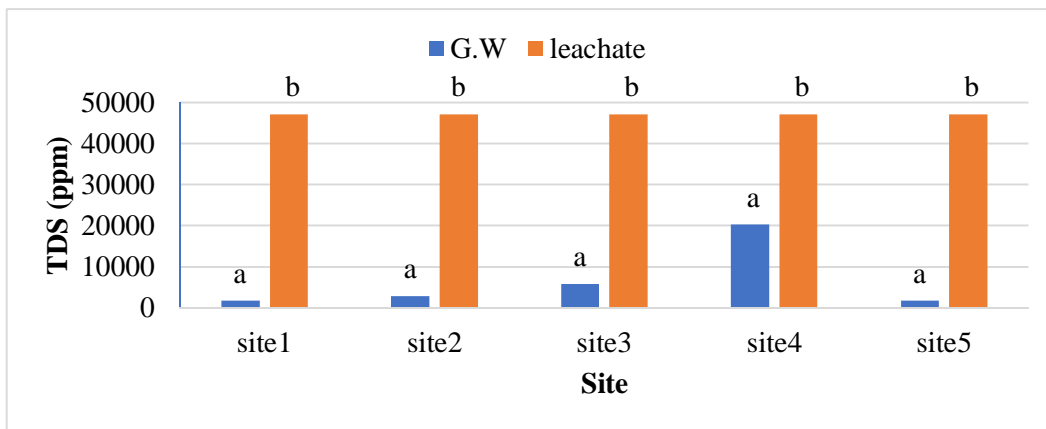 G.W leachate
b b b b b
50000
40000
30000
a
20000
10000
a a a a
0
TDS (ppm)
site1 site2 site3 site4 site5
Site